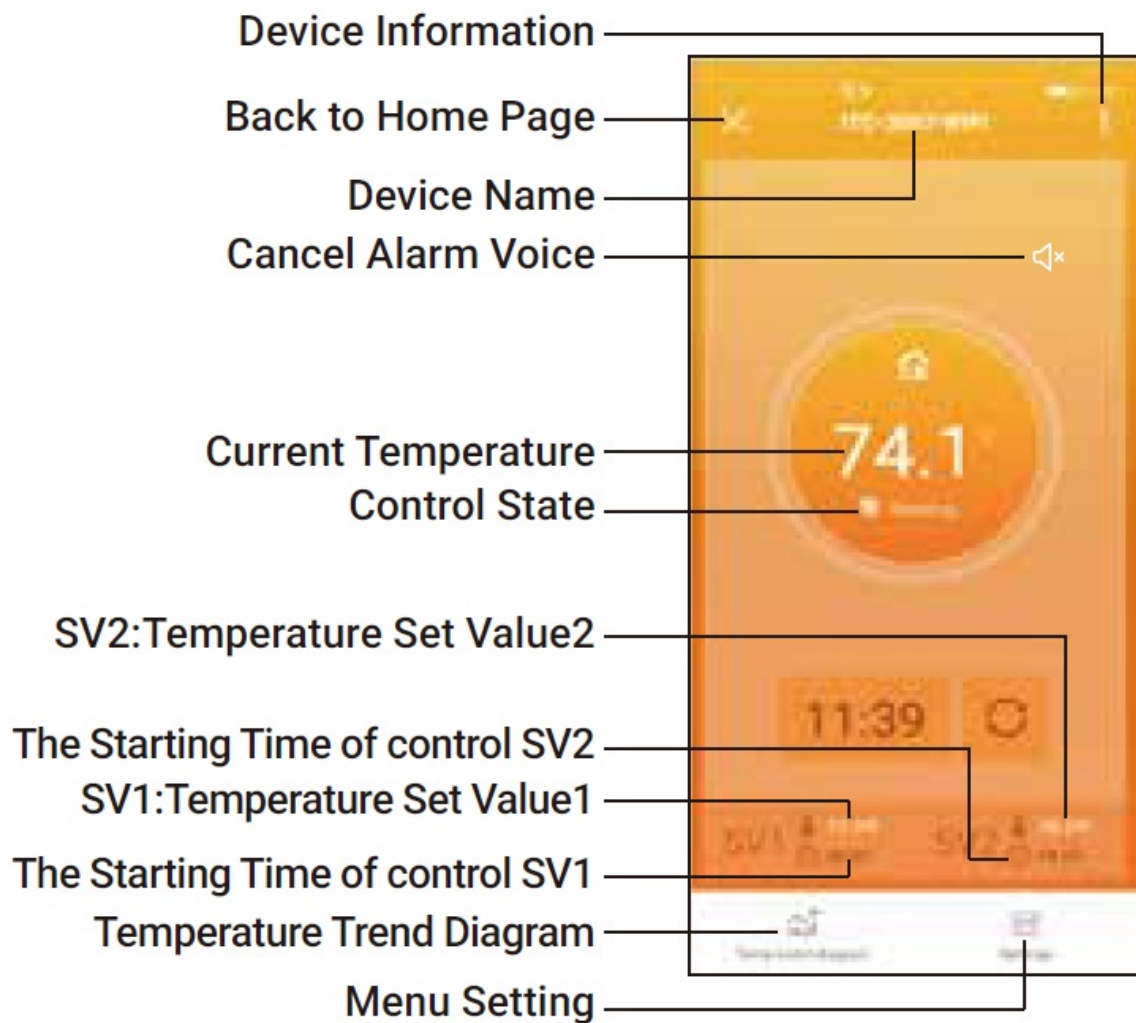 Device Information
Back to Home Page
Device Name
Cancel Alarm Voice
Current Temperature
74.1
Control State
SV2:Temperature Set Value2
11:39
The Starting Time of control SV2
SV1:Temperature Set Value1
SV1
SV2
The Starting Time of control SV1
Temperature Trend Diagram
Menu Setting